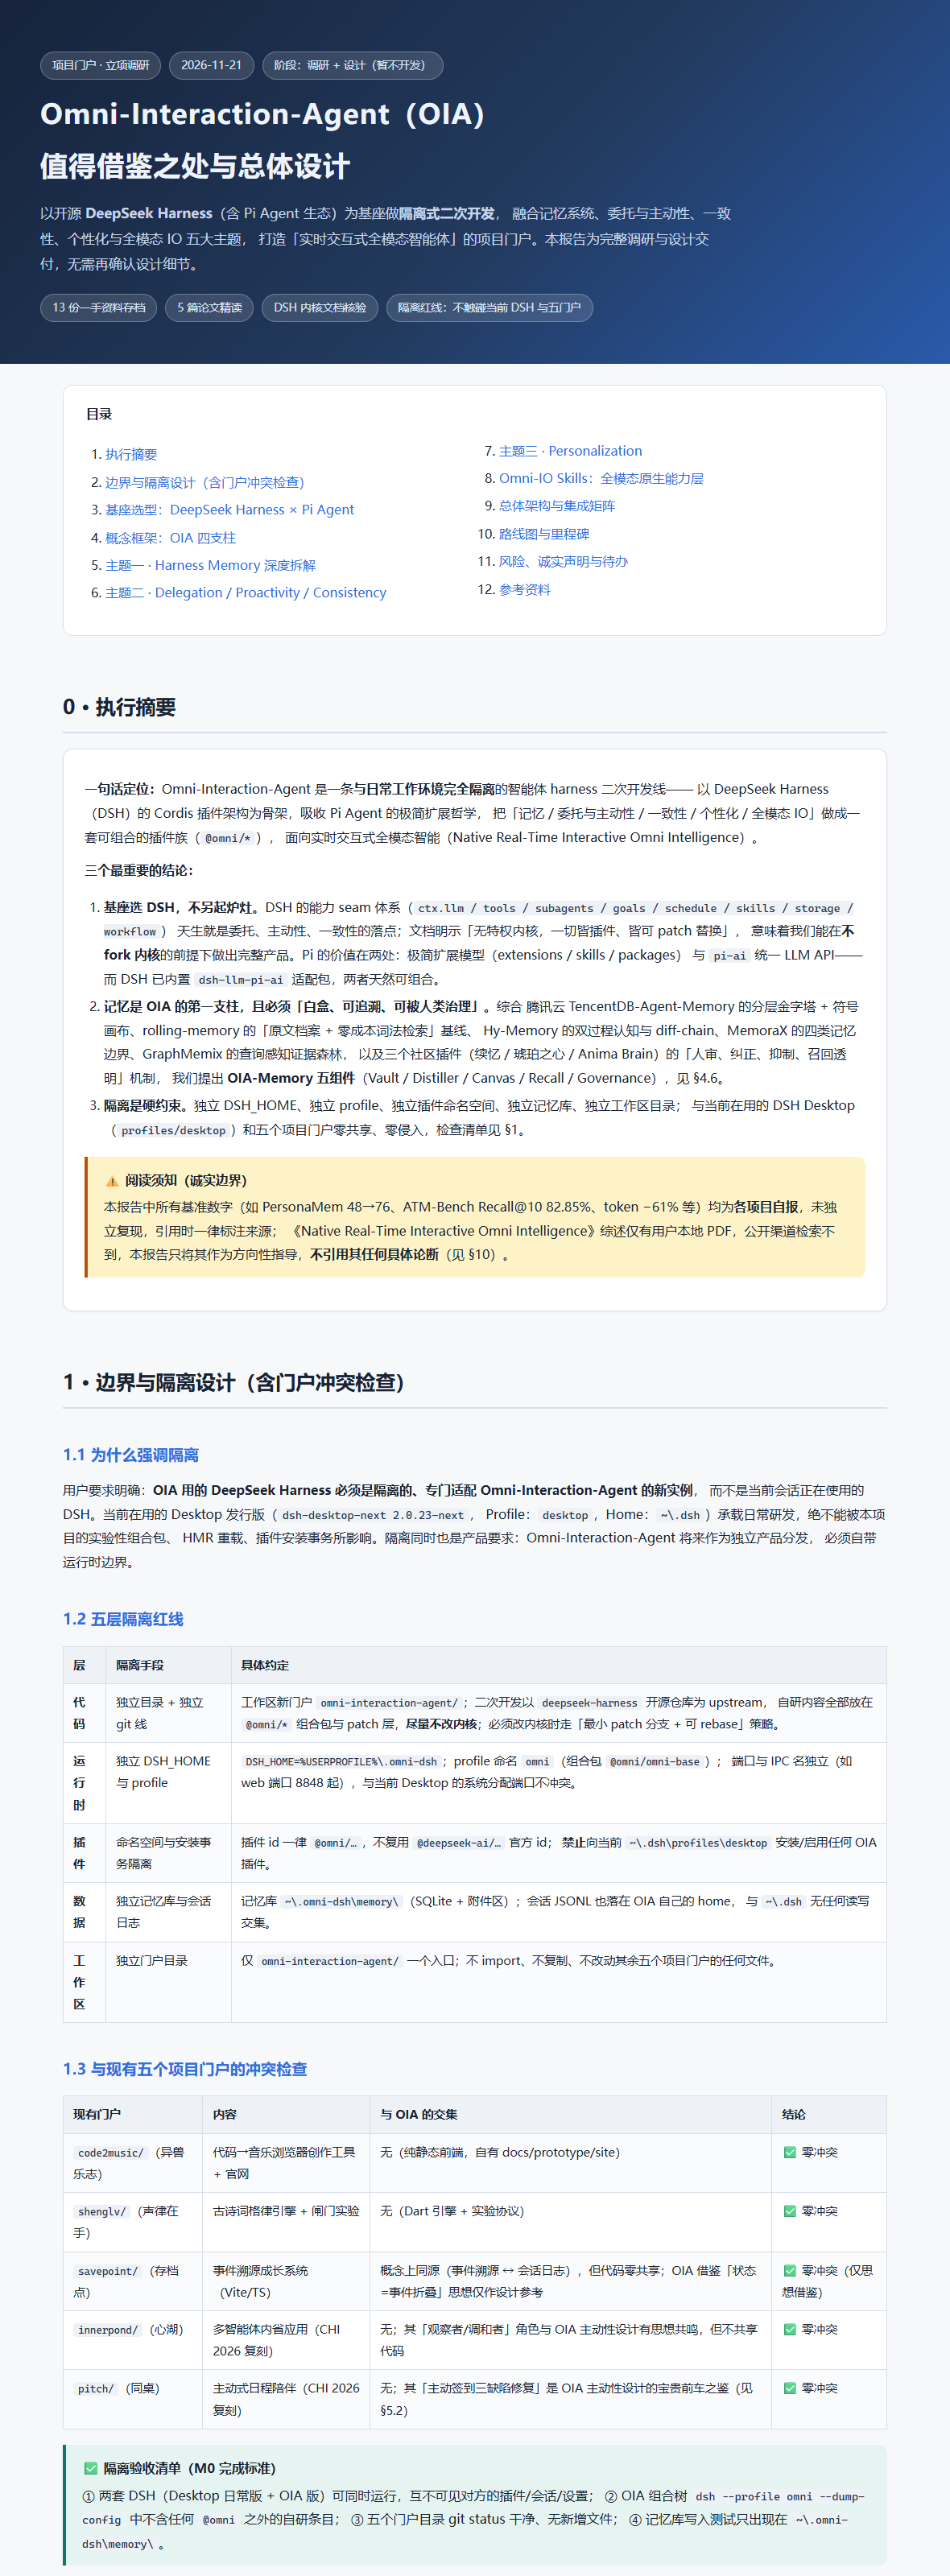 项目门户 · 立项调研
2026-11-21
阶段：调研 + 设计（暂不开发）
Omni-Interaction-Agent（OIA）
值得借鉴之处与总体设计
以开源 DeepSeek Harness（含 Pi Agent 生态）为基座做隔离式二次开发， 融合记忆系统、委托与主动性、一致
性、个性化与全模态 IO 五大主题， 打造「实时交互式全模态智能体」的项目门户。本报告为完整调研与设计交
付，无需再确认设计细节。
13 份一手资料存档
5 篇论文精读
DSH 内核文档核验
隔离红线：不触碰当前 DSH 与五门户
目录
1. 执行摘要
2. 边界与隔离设计（含门户冲突检查）
3. 基座选型：DeepSeek Harness × Pi Agent
4. 概念框架：OIA 四支柱
5. 主题一 · Harness Memory 深度拆解
6. 主题二 · Delegation / Proactivity / Consistency
7. 主题三 · Personalization
8. Omni-IO Skills：全模态原生能力层
9. 总体架构与集成矩阵
10. 路线图与里程碑
11. 风险、诚实声明与待办
12. 参考资料
0 · 执行摘要
一句话定位：Omni-Interaction-Agent 是一条与日常工作环境完全隔离的智能体 harness 二次开发线—— 以 DeepSeek Harness
（DSH）的 Cordis 插件架构为骨架，吸收 Pi Agent 的极简扩展哲学， 把「记忆 / 委托与主动性 / 一致性 / 个性化 / 全模态 IO」做成一
套可组合的插件族（ @omni/* ）， 面向实时交互式全模态智能（Native Real-Time Interactive Omni Intelligence）。
三个最重要的结论：
1. 基座选 DSH，不另起炉灶。DSH 的能力 seam 体系（ ctx.llm / tools / subagents / goals / schedule / skills / storage /
workflow ） 天生就是委托、主动性、一致性的落点；文档明示「无特权内核，一切皆插件、皆可 patch 替换」， 意味着我们能在不
fork 内核的前提下做出完整产品。Pi 的价值在两处：极简扩展模型（extensions / skills / packages） 与 pi-ai 统一 LLM API——
而 DSH 已内置 dsh-llm-pi-ai 适配包，两者天然可组合。
2. 记忆是 OIA 的第一支柱，且必须「白盒、可追溯、可被人类治理」。综合 腾讯云 TencentDB-Agent-Memory 的分层金字塔 + 符号
画布、rolling-memory 的「原文档案 + 零成本词法检索」基线、 Hy-Memory 的双过程认知与 diff-chain、MemoraX 的四类记忆
边界、GraphMemix 的查询感知证据森林， 以及三个社区插件（续忆 / 琥珀之心 / Anima Brain）的「人审、纠正、抑制、召回透
明」机制， 我们提出 OIA-Memory 五组件（Vault / Distiller / Canvas / Recall / Governance），见 §4.6。
3. 隔离是硬约束。独立 DSH_HOME、独立 profile、独立插件命名空间、独立记忆库、独立工作区目录； 与当前在用的 DSH Desktop
（ profiles/desktop ）和五个项目门户零共享、零侵入，检查清单见 §1。
⚠️ 阅读须知（诚实边界）
本报告中所有基准数字（如 PersonaMem 48→76、ATM-Bench Recall@10 82.85%、token −61% 等）均为各项目自报，未独
立复现，引用时一律标注来源； 《Native Real-Time Interactive Omni Intelligence》综述仅有用户本地 PDF，公开渠道检索不
到，本报告只将其作为方向性指导，不引用其任何具体论断（见 §10）。
1 · 边界与隔离设计（含门户冲突检查）
1.1 为什么强调隔离
用户要求明确：OIA 用的 DeepSeek Harness 必须是隔离的、专门适配 Omni-Interaction-Agent 的新实例， 而不是当前会话正在使用的
DSH。当前在用的 Desktop 发行版（ dsh-desktop-next 2.0.23-next ， Profile： desktop ，Home： ~\.dsh ）承载日常研发，绝不能被本项
目的实验性组合包、 HMR 重载、插件安装事务所影响。隔离同时也是产品要求：Omni-Interaction-Agent 将来作为独立产品分发， 必须自带
运行时边界。
1.2 五层隔离红线
层 隔离手段 具体约定
代码 独立目录 + 独立 git 线 工作区新门户 omni-interaction-agent/ ；二次开发以 deepseek-harness 开源仓库为 upstream， 自研内容全部放在 @omni/* 组合包与 patch 层，尽量不改内核；必须改内核时走「最小 patch 分支 + 可 rebase」策略。
运行时 独立 DSH_HOME 与 profile DSH_HOME=%USERPROFILE%\.omni-dsh ；profile 命名 omni （组合包 @omni/omni-base ）； 端口与 IPC 名独立（如 web 端口 8848 起），与当前 Desktop 的系统分配端口不冲突。
插件 命名空间与安装事务隔离 插件 id 一律 @omni/… ，不复用 @deepseek-ai/… 官方 id； 禁止向当前 ~\.dsh\profiles\desktop 安装/启用任何 OIA 插件。
数据 独立记忆库与会话日志 记忆库 ~\.omni-dsh\memory\ （SQLite + 附件区）；会话 JSONL 也落在 OIA 自己的 home， 与 ~\.dsh 无任何读写交集。
工作区 独立门户目录 仅 omni-interaction-agent/ 一个入口；不 import、不复制、不改动其余五个项目门户的任何文件。
1.3 与现有五个项目门户的冲突检查
现有门户 内容 与 OIA 的交集 结论
code2music/ （异兽乐志） 代码→音乐浏览器创作工具 + 官网 无（纯静态前端，自有 docs/prototype/site） ✅ 零冲突
shenglv/ （声律在手） 古诗词格律引擎 + 闸门实验 无（Dart 引擎 + 实验协议） ✅ 零冲突
savepoint/ （存档点） 事件溯源成长系统（Vite/TS） 概念上同源（事件溯源 ↔ 会话日志），但代码零共享；OIA 借鉴「状态=事件折叠」思想仅作设计参考 ✅ 零冲突（仅思想借鉴）
innerpond/ （心湖） 多智能体内省应用（CHI 2026 复刻） 无；其「观察者/调和者」角色与 OIA 主动性设计有思想共鸣，但不共享代码 ✅ 零冲突
pitch/ （同桌） 主动式日程陪伴（CHI 2026 复刻） 无；其「主动签到三缺陷修复」是 OIA 主动性设计的宝贵前车之鉴（见 §5.2） ✅ 零冲突
✅ 隔离验收清单（M0 完成标准）
① 两套 DSH（Desktop 日常版 + OIA 版）可同时运行，互不可见对方的插件/会话/设置； ② OIA 组合树 dsh --profile omni --dump-
config 中不含任何 @omni 之外的自研条目； ③ 五个门户目录 git status 干净、无新增文件； ④ 记忆库写入测试只出现在 ~\.omni-
dsh\memory\ 。